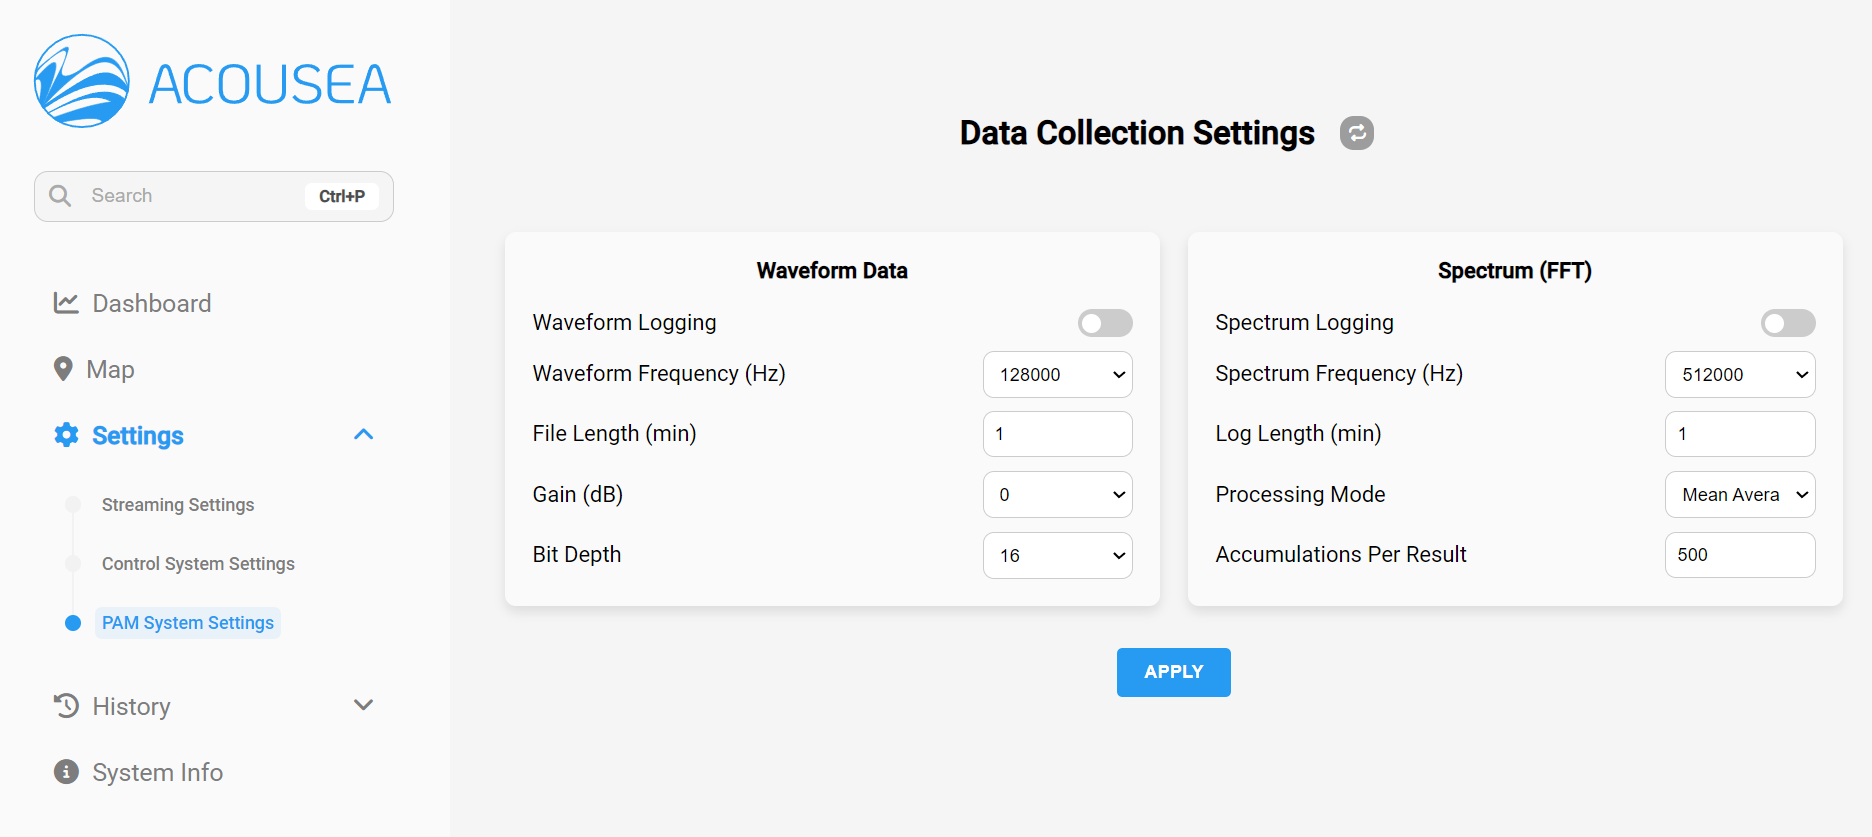 ACOUSEA
Search Ctrl+P
Dashboard
Map
Settings
Streaming Settings
Control System Settings
PAM System Settings
History
System Info
Data Collection Settings
Waveform Data
Waveform Logging
Waveform Frequency (Hz) 128000
File Length (min) 1
Gain (dB) 0
Bit Depth 16
Spectrum (FFT)
Spectrum Logging
Spectrum Frequency (Hz) 512000
Log Length (min) 1
Processing Mode Mean Avera
Accumulations Per Result 500
APPLY